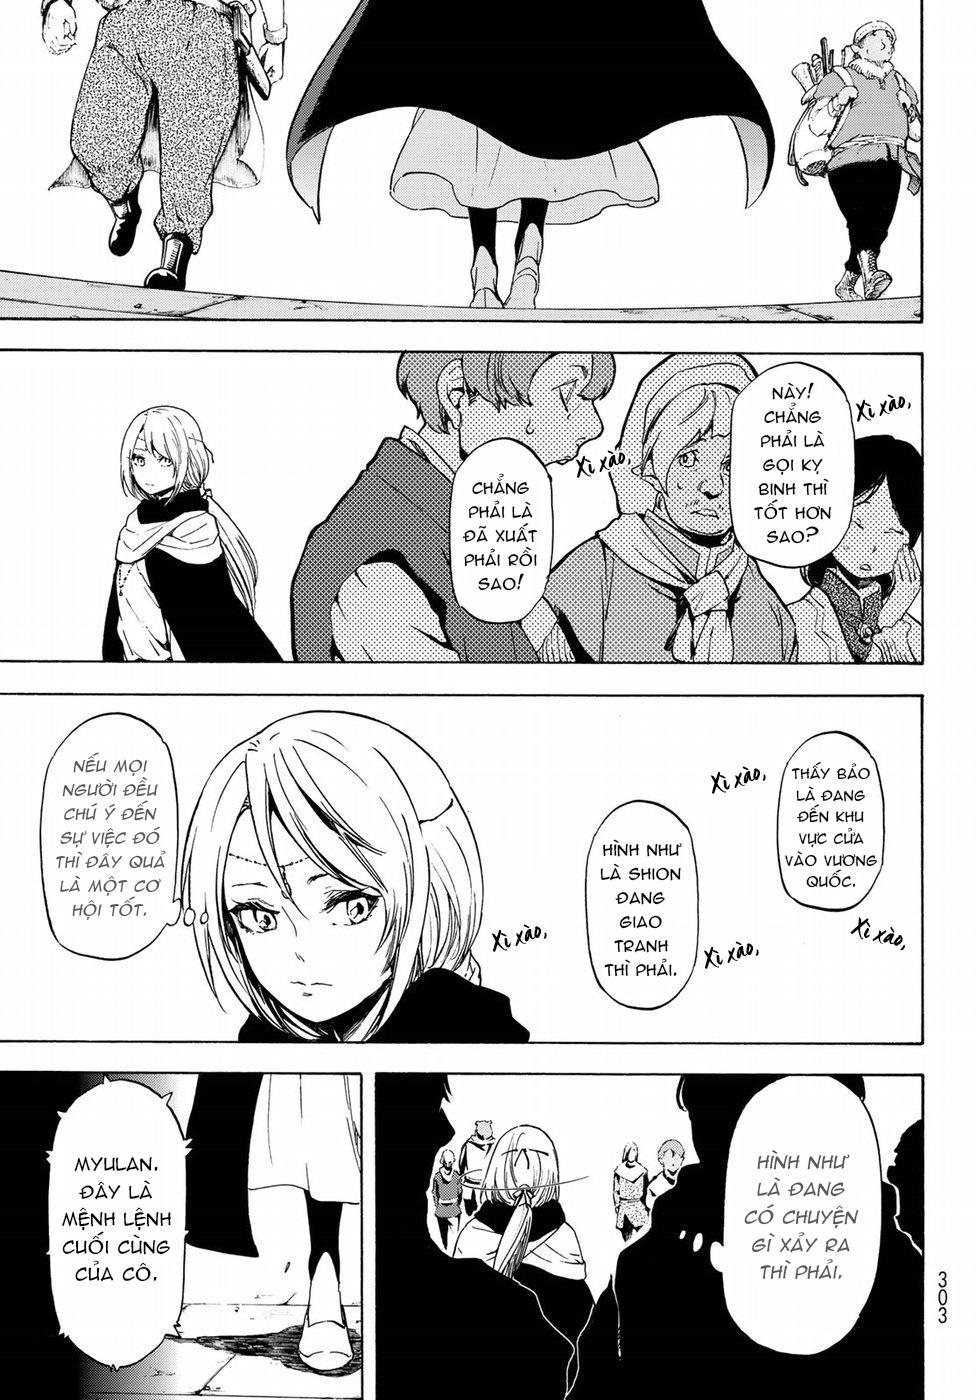 NÀY!
CHẲNG
PHẢI LÀ
GỌI KỴ
BINH THÌ
TỐT HƠN
SAO?
Xì xào,
Xì xào,
CHẲNG
PHẢI LÀ
ĐÃ XUẤT
PHẢI RỒI
SAO!
THẤY BẢO
LÀ ĐANG
ĐẾN KHU
VỰC CỬA
VÀO VƯƠNG
QUỐC.
Xì xào,
Xì xào,
HÌNH NHƯ
LÀ SHION
ĐANG
GIAO
TRANH
THÌ PHẢI.
Xì xào,
Xì xào,
NẾU MỌI
NGƯỜI ĐỀU
CHÚ Ý ĐẾN
SỰ VIỆC ĐÓ
THÌ ĐÂY QUẢ
LÀ MỘT CƠ
HỘI TỐT.
HÌNH NHƯ
LÀ ĐANG
CÓ CHUYỆN
GÌ XẢY RA
THÌ PHẢI.
MYULAN.
ĐÂY LÀ
MỆNH LỆNH
CUỐI CÙNG
CỦA CÔ.
303